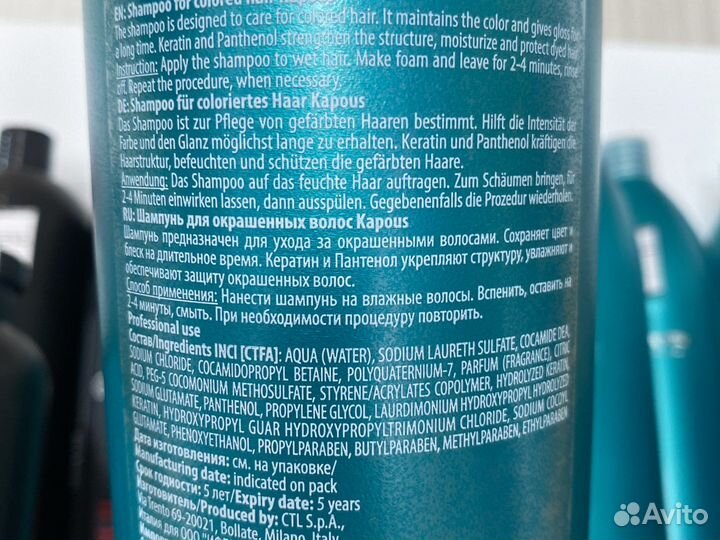 EN: Shampoo for colored hair Kapous
The shampoo is designed to care for colored hair. It maintains the color and gives gloss for
a long time. Keratin and Panthenol strengthen the structure, moisturize and protect dyed hair.
Instruction: Apply the shampoo to wet hair. Make foam and leave for 2-4 minutes, rinse
off. Repeat the procedure, when necessary.
DE: Shampoo für coloriertes Haar Kapous
Das Shampoo ist zur Pflege von gefärbten Haaren bestimmt. Hilft die Intensität der
Farbe und den Glanz möglichst lange zu erhalten. Keratin und Panthenol kräftigen die
Haarstruktur, befeuchten und schützen die gefärbten Haare.
Anwendung: Das Shampoo auf das feuchte Haar auftragen. Zum Schäumen bringen, für
2-4 Minuten einwirken lassen, dann ausspülen. Gegebenenfalls die Prozedur wiederholen.
RU: Шампунь для окрашенных волос Kapous
Шампунь предназначен для ухода за окрашенными волосами. Сохраняет цвет и
блеск на длительное время. Кератин и Пантенол укрепляют структуру, увлажняют и
обеспечивают защиту окрашенных волос.
Способ применения: Нанести шампунь на влажные волосы. Вспенить, оставить на
2-4 минуты, смыть. При необходимости процедуру повторить.
Professional use
Состав/Ingredients INCI [CTFA]: AQUA (WATER), SODIUM LAURETH SULFATE, COCAMIDE DEA,
SODIUM CHLORIDE, COCAMIDOPROPYL BETAINE, POLYQUATERNIUM-7, PARFUM (FRAGRANCE), CITRIC
ACID, PEG-5 COCOMONIUM METHOSULFATE, STYRENE/ACRYLATES COPOLYMER, HYDROLYZED KERATIN,
SODIUM GLUTAMATE, PANTHENOL, PROPYLENE GLYCOL, LAURDIMONIUM HYDROXYPROPYL HYDROLYZED
KERATIN, HYDROXYPROPYL GUAR HYDROXYPROPYLTRIMONIUM CHLORIDE, SODIUM COCOYL
GLUTAMATE, PHENOXYETHANOL, PROPYLPARABEN, BUTYLPARABEN, METHYLPARABEN, ETHYLPARABEN
Дата изготовления: см. на упаковке/
Manufacturing date: indicated on pack
Срок годности: 5 лет/Expiry date: 5 years
Изготовитель/Produced by: CTL S.p.A.,
Via Trento 69-20021, Bollate, Milano, Italy
Италия для ООО
Avito